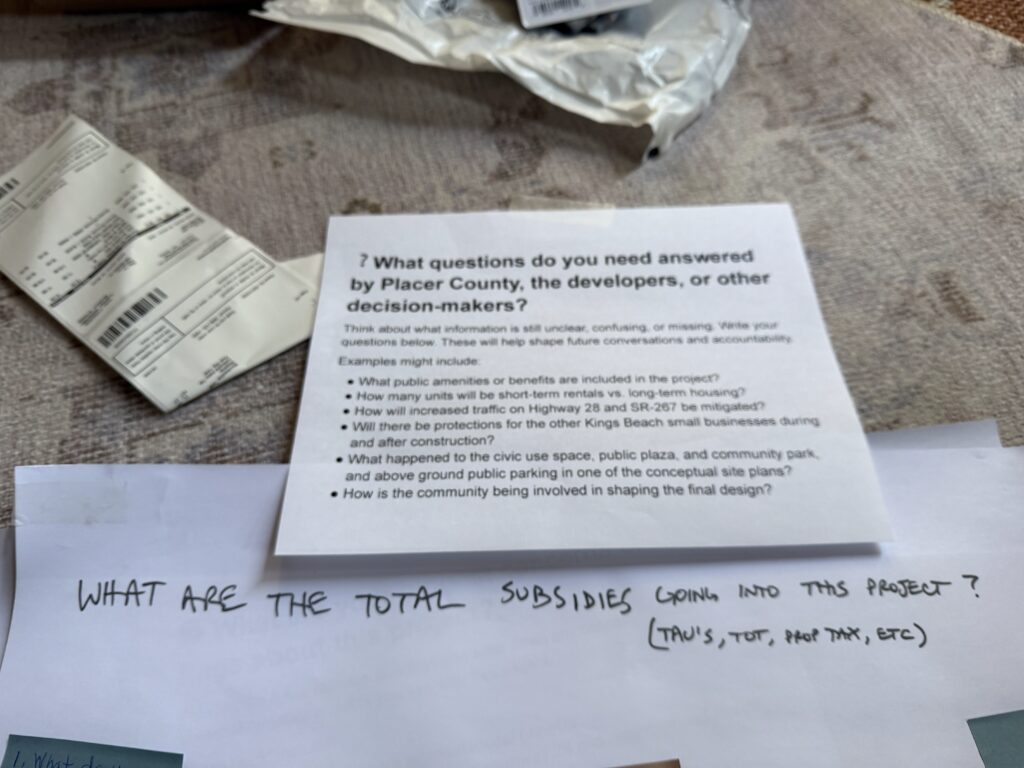 ? What questions do you need answered
by Placer County, the developers, or other
decision-makers?
Think about what information is still unclear, confusing, or missing. Write your
questions below. These will help shape future conversations and accountability.
Examples might include:
• What public amenities or benefits are included in the project?
• How many units will be short-term rentals vs. long-term housing?
• How will increased traffic on Highway 28 and SR-267 be mitigated?
• Will there be protections for the other Kings Beach small businesses during
and after construction?
• What happened to the civic use space, public plaza, and community park,
and above ground public parking in one of the conceptual site plans?
• How is the community being involved in shaping the final design?
WHAT ARE THE TOTAL SUBSIDIES GOING INTO THIS PROJECT?
(TAU'S, TOT, PROP TAX, ETC)
1. What